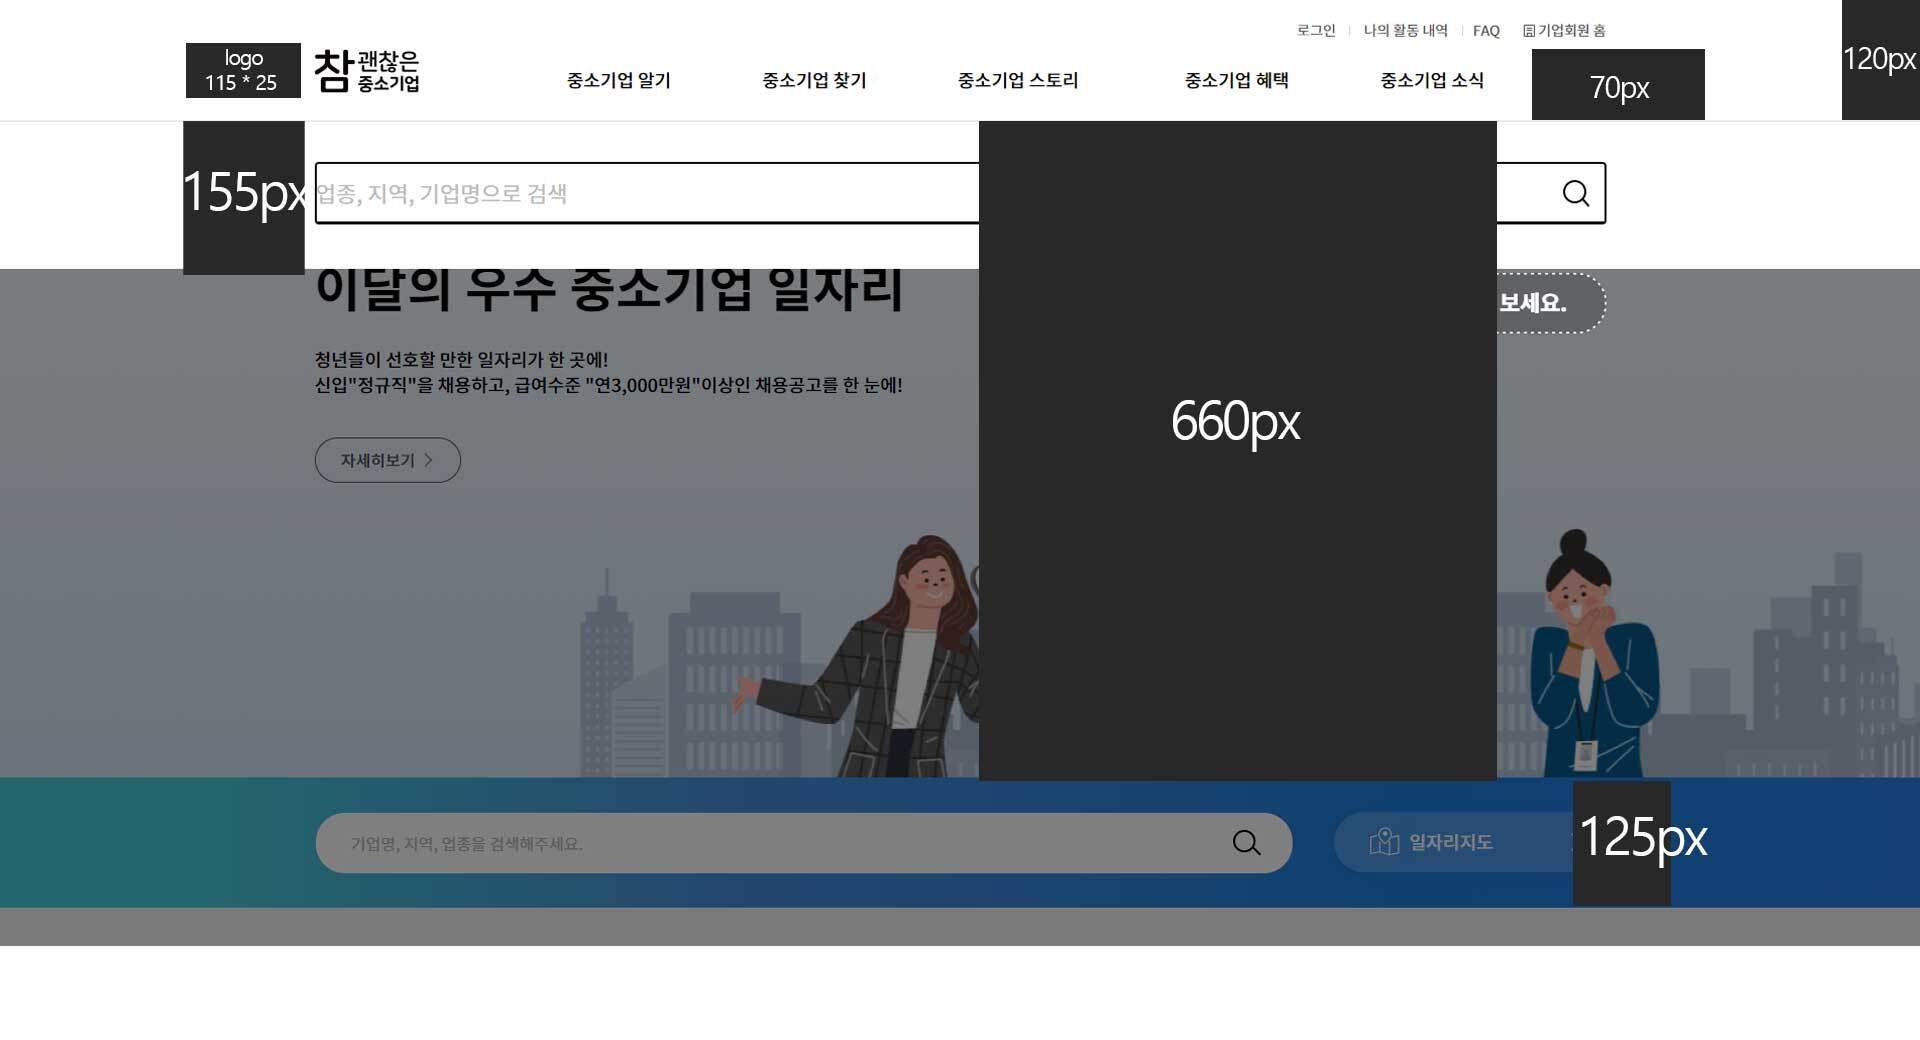 로그인
나의 활동 내역
FAQ
기업회원 홈
logo
115 * 25
참 괜찮은
중소기업
중소기업 알기
중소기업 찾기
중소기업 스토리
중소기업 혜택
중소기업 소식
70px
120px
155px
업종, 지역, 기업명으로 검색
이달의 우수 중소기업 일자리
보세요.
청년들이 선호할 만한 일자리가 한 곳에!
신입"정규직"을 채용하고, 급여수준 "연3,000만원"이상인 채용공고를 한 눈에!
660px
자세히보기
기업명, 지역, 업종을 검색해주세요.
일자리지도
125px